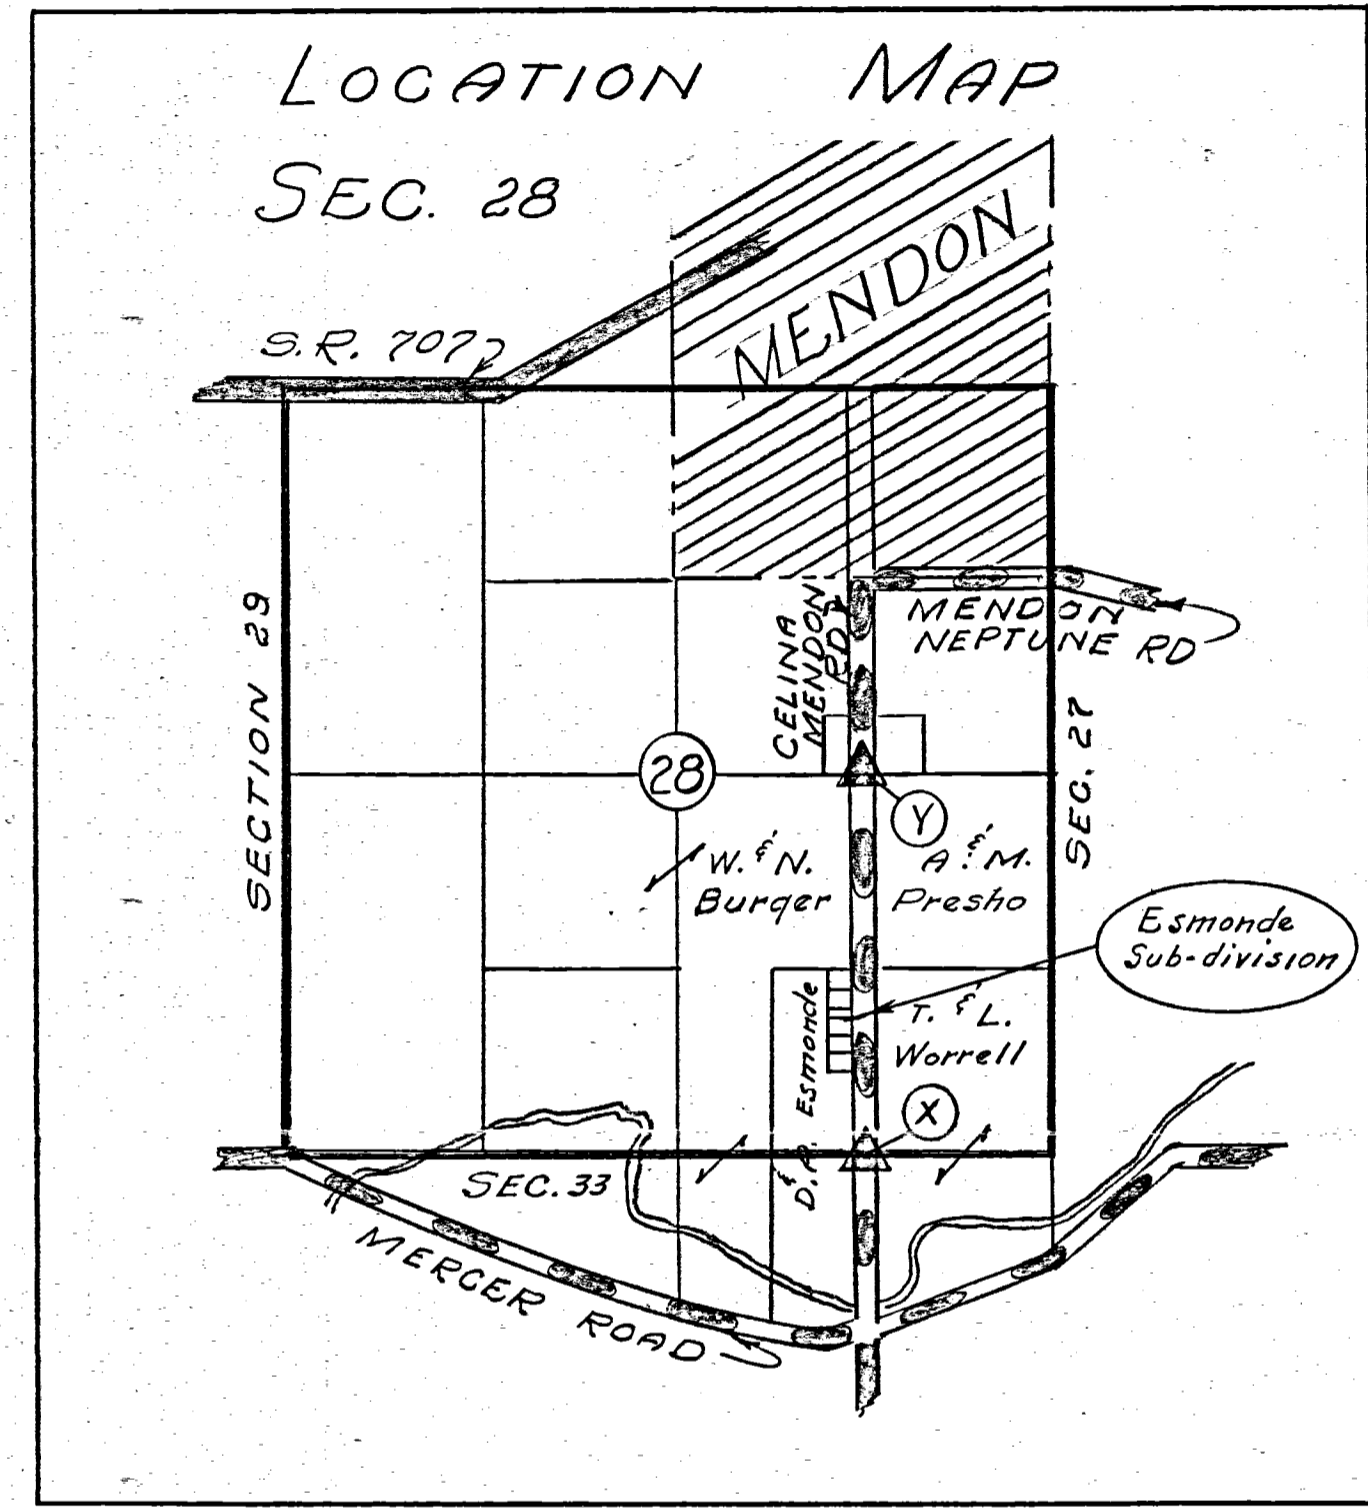 LOCATION MAP
SEC. 28
MENDON
S.R. 707
SECTION 29
CELINA
MENDON
RD
MENDON
NEPTUNE RD
SEC. 27
28
Y
W. & N.
Burger
A. & M.
Presho
Esmonde
Sub-division
& D.P. Esmonde
T. & L.
Worrell
X
SEC. 33
MERCER ROAD